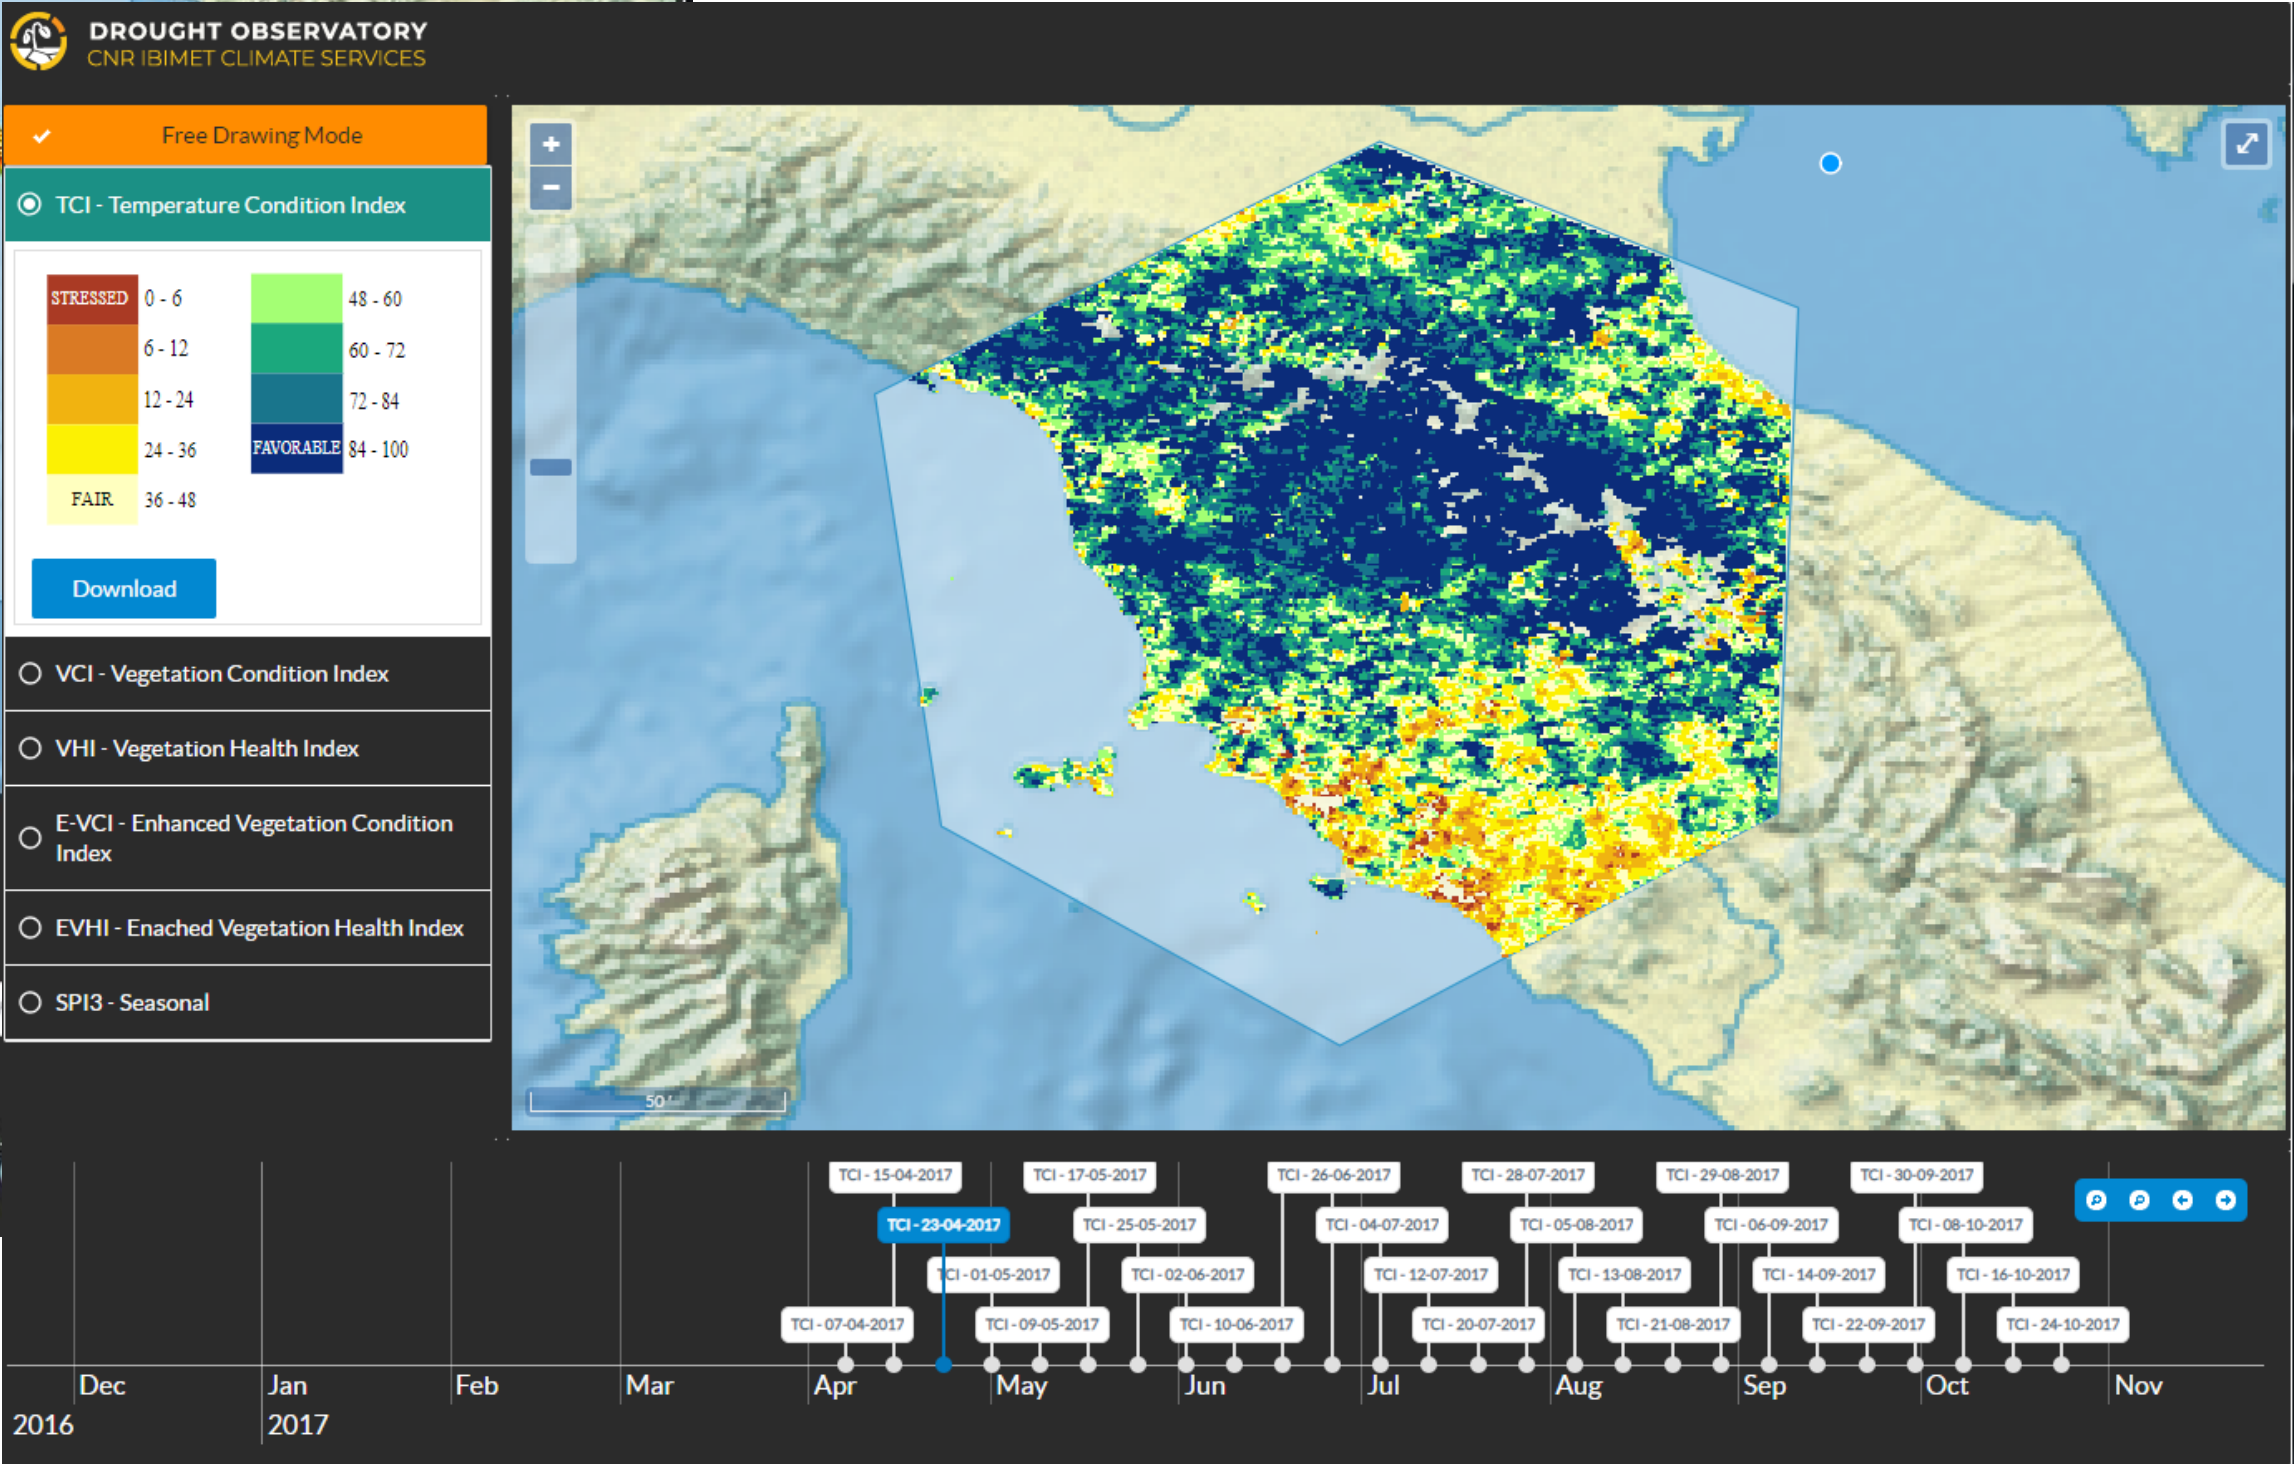 DROUGHT OBSERVATORY
CNR IBIMET CLIMATE SERVICES
Free Drawing Mode
TCI - Temperature Condition Index
STRESSED 0 - 6
6 - 12
12 - 24
24 - 36
FAIR 36 - 48
48 - 60
60 - 72
72 - 84
FAVORABLE 84 - 100
Download
VCI - Vegetation Condition Index
VHI - Vegetation Health Index
E-VCI - Enhanced Vegetation Condition
Index
EVHI - Enached Vegetation Health Index
SPI3 - Seasonal
+
−
50 ′
TCI - 15-04-2017 TCI - 17-05-2017 TCI - 26-06-2017 TCI - 28-07-2017 TCI - 29-08-2017 TCI - 30-09-2017
TCI - 23-04-2017 TCI - 25-05-2017 TCI - 04-07-2017 TCI - 05-08-2017 TCI - 06-09-2017 TCI - 08-10-2017
TCI - 01-05-2017 TCI - 02-06-2017 TCI - 12-07-2017 TCI - 13-08-2017 TCI - 14-09-2017 TCI - 16-10-2017
TCI - 07-04-2017 TCI - 09-05-2017 TCI - 10-06-2017 TCI - 20-07-2017 TCI - 21-08-2017 TCI - 22-09-2017 TCI - 24-10-2017
Dec Jan Feb Mar Apr May Jun Jul Aug Sep Oct Nov
2016 2017